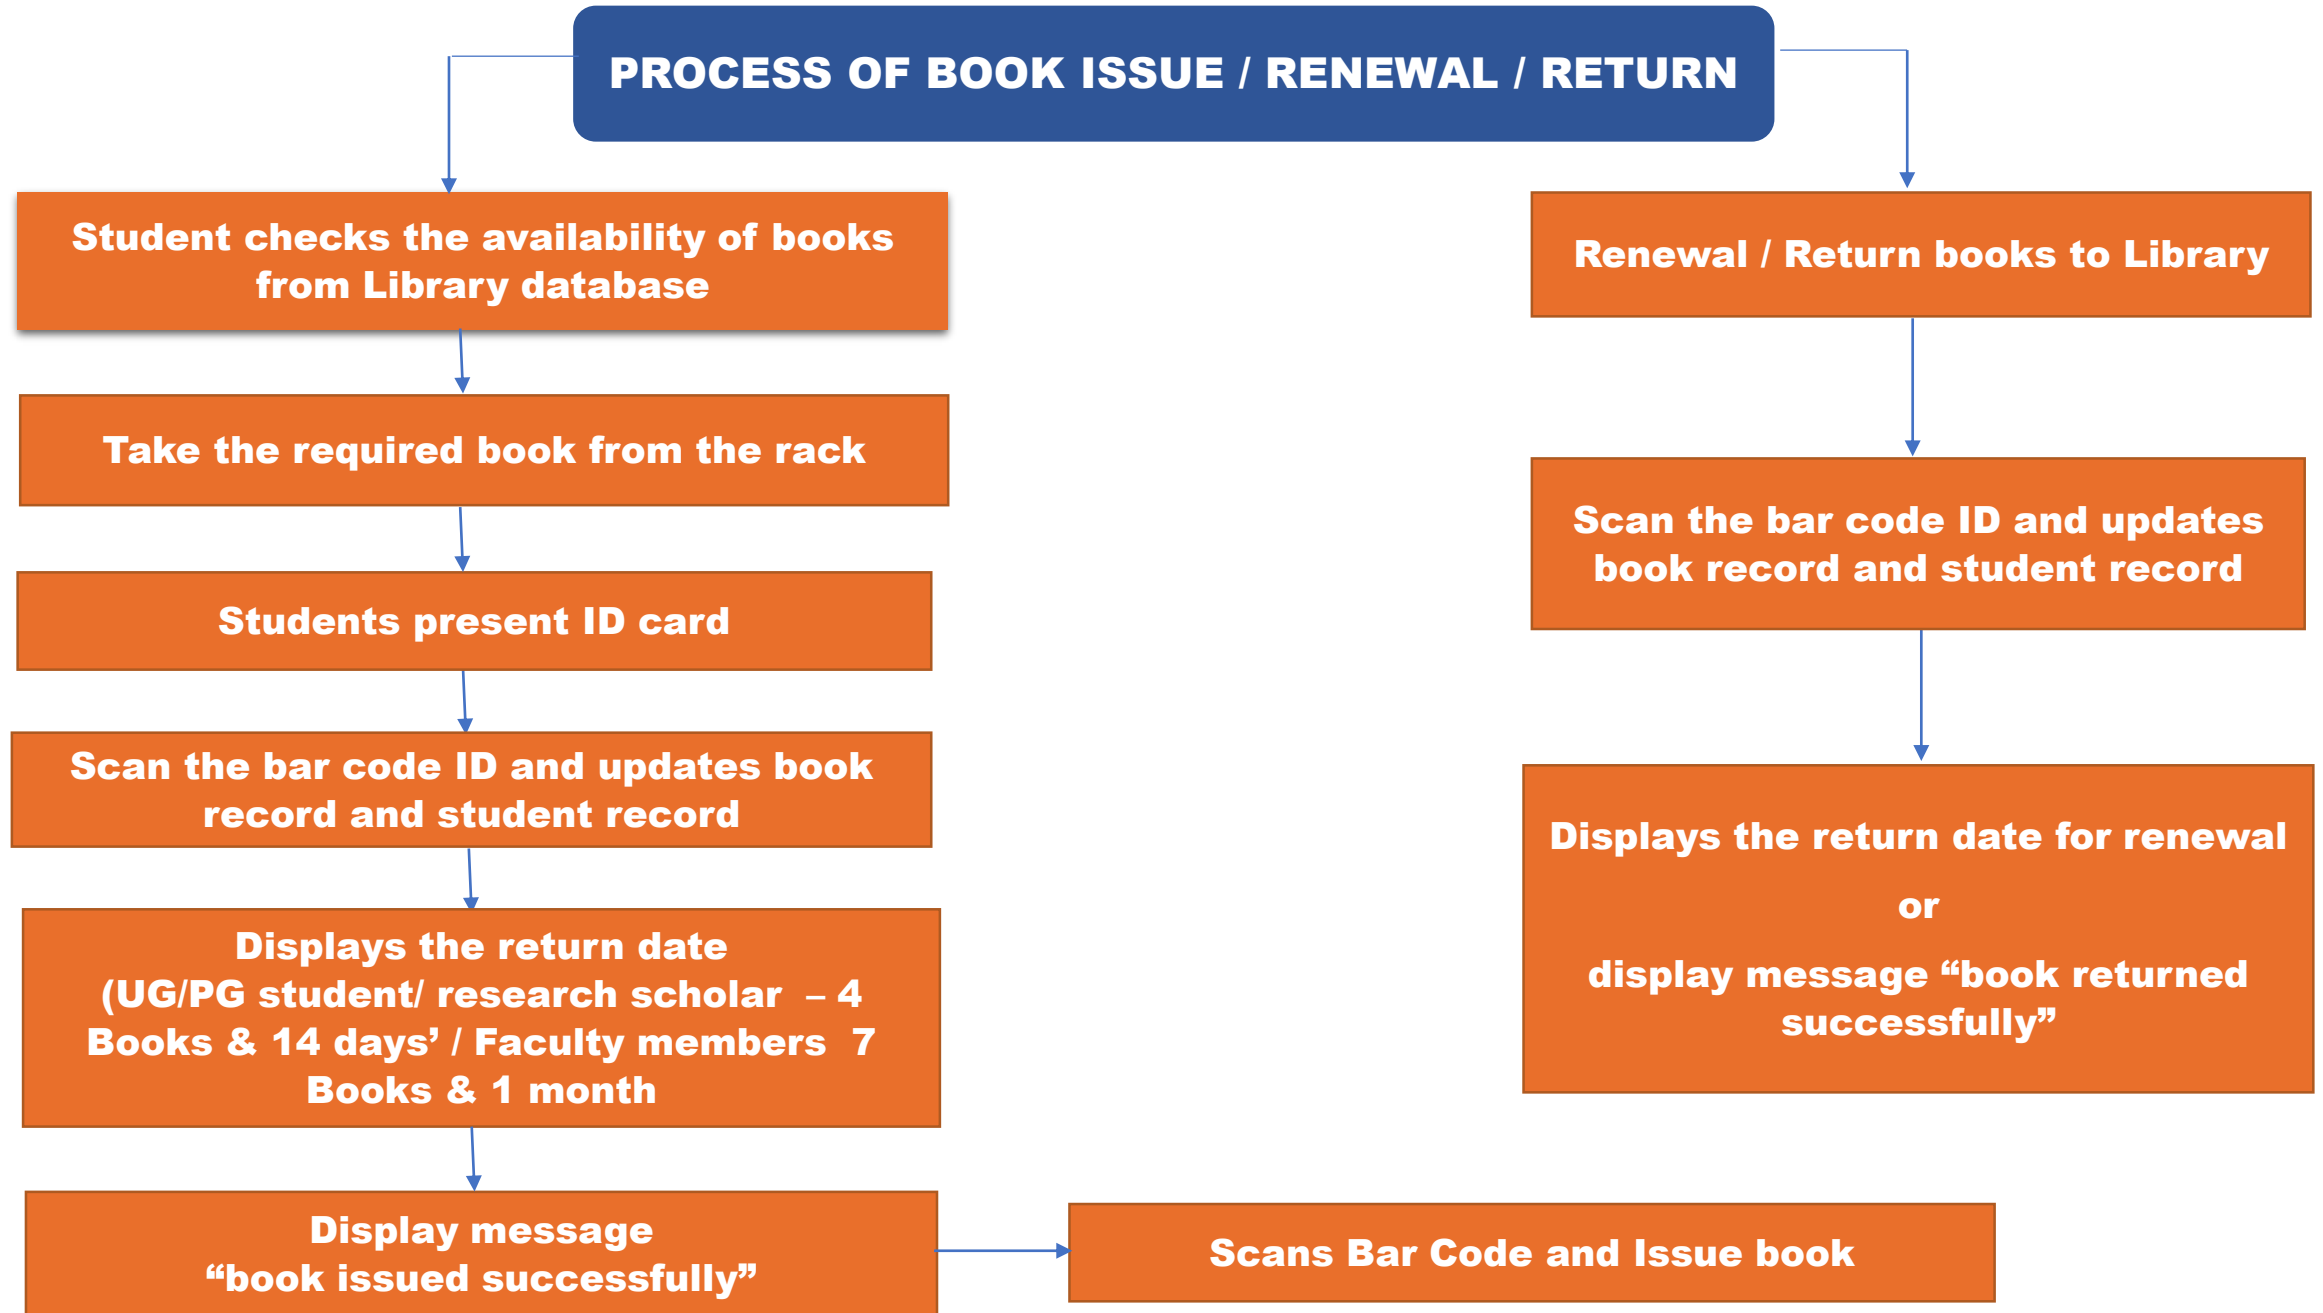 PROCESS OF BOOK ISSUE / RENEWAL / RETURN
Student checks the availability of books
from Library database
Take the required book from the rack
Students present ID card
Scan the bar code ID and updates book
record and student record
Displays the return date
(UG/PG student/ research scholar – 4
Books & 14 days’ / Faculty members 7
Books & 1 month
Display message
“book issued successfully”
Scans Bar Code and Issue book
Renewal / Return books to Library
Scan the bar code ID and updates
book record and student record
Displays the return date for renewal
or
display message “book returned
successfully”